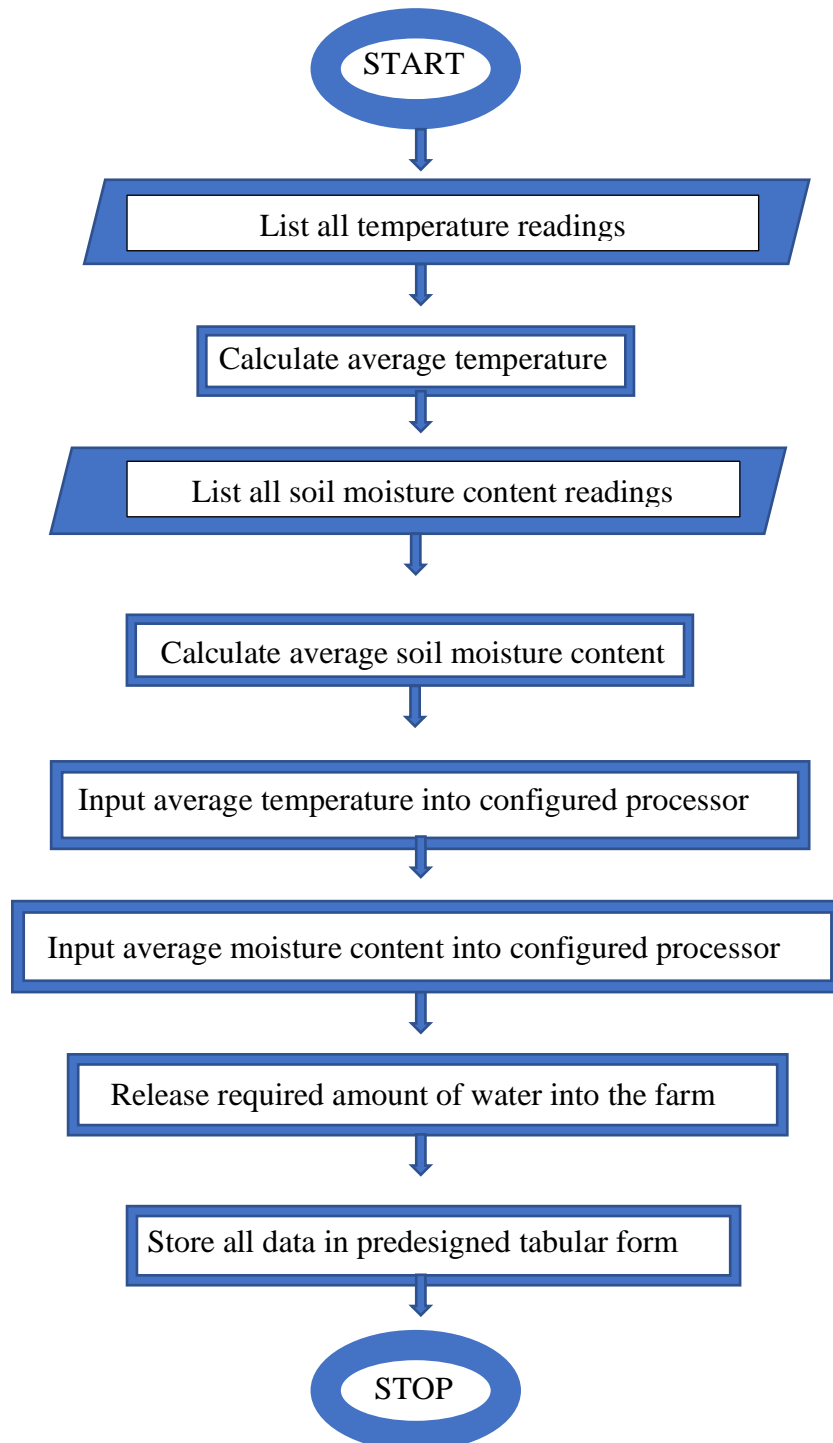 START
List all temperature readings
Calculate average temperature
List all soil moisture content readings
Calculate average soil moisture content
Input average temperature into configured processor
Input average moisture content into configured processor
Release required amount of water into the farm
Store all data in predesigned tabular form
STOP